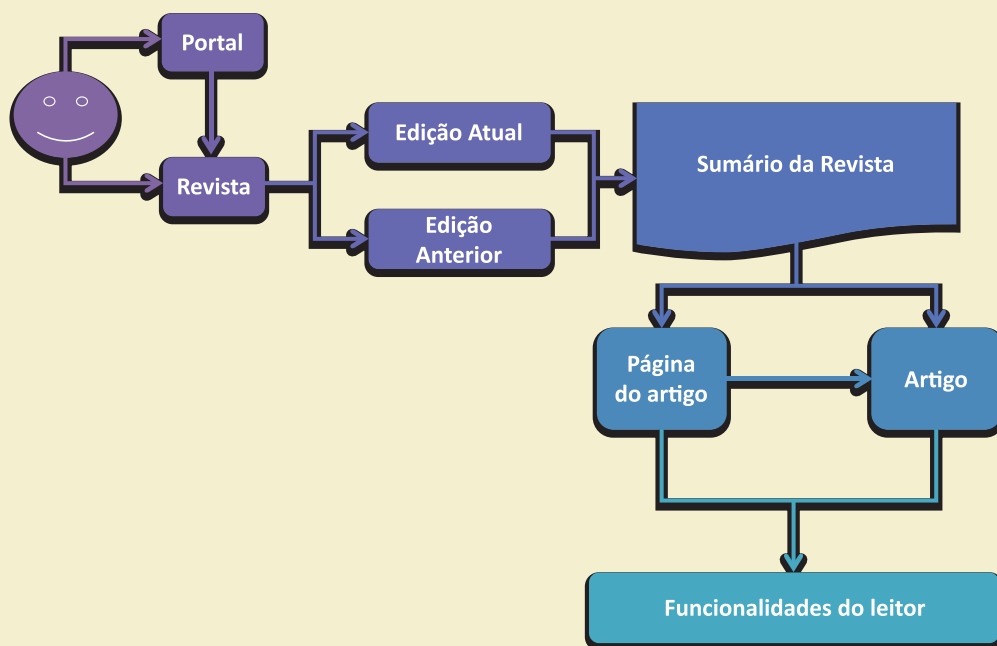 Portal
Revista
Edição Atual
Edição
Anterior
Sumário da Revista
Página
do artigo
Artigo
Funcionalidades do leitor